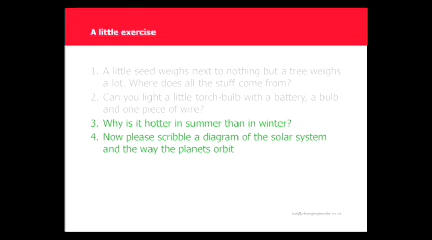 A little exercise
1. A little seed weighs next to nothing but a tree weighs
a lot. Where does all the stuff come from?
2. Can you light a little torch-bulb with a battery, a bulb
and one piece of wire?
3. Why is it hotter in summer than in winter?
4. Now please scribble a diagram of the solar system
and the way the planets orbit